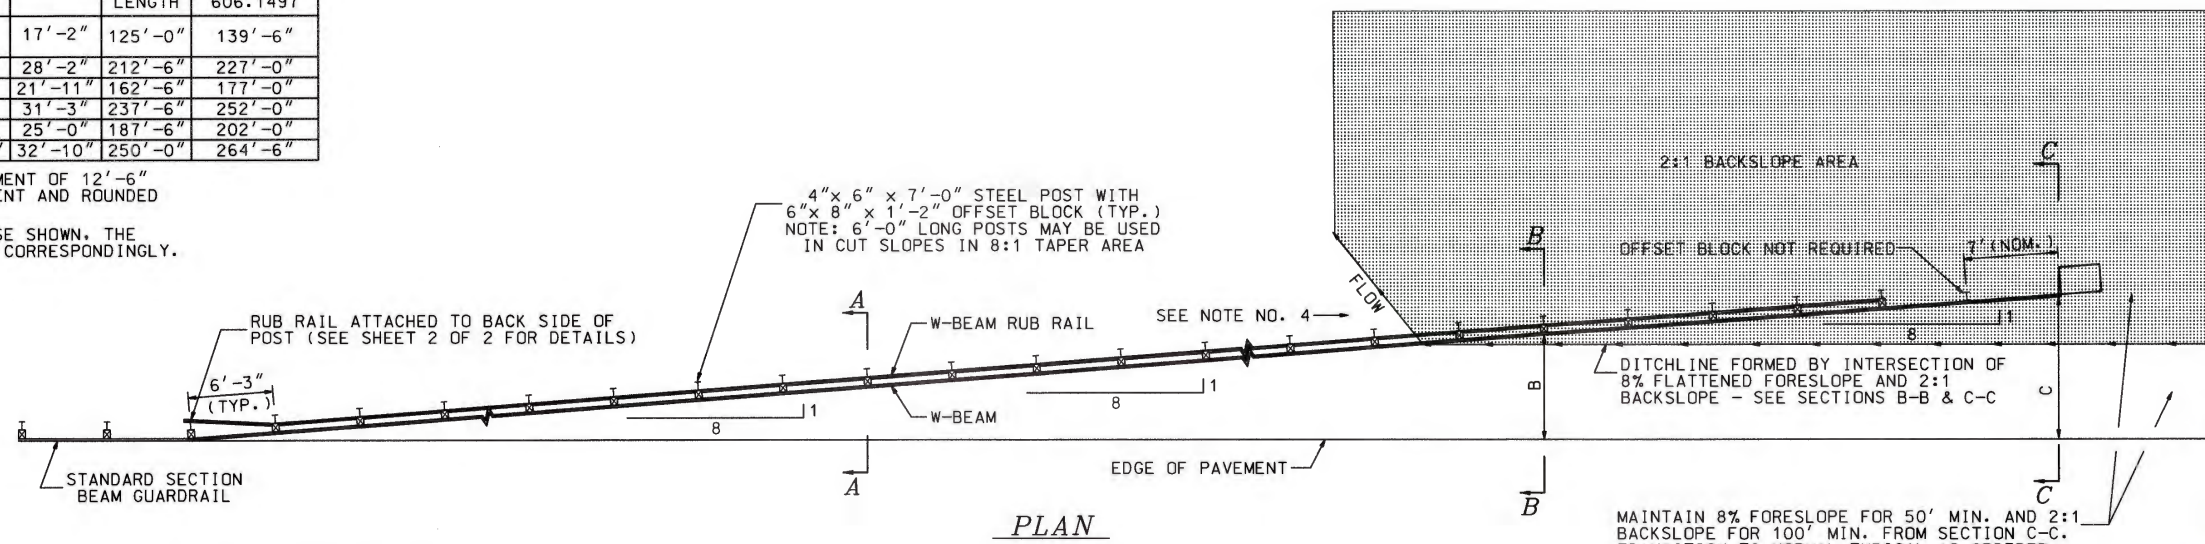 LENGTH 606.1497
17'-2" 125'-0" 139'-6"
28'-2" 212'-6" 227'-0"
21'-11" 162'-6" 177'-0"
31'-3" 237'-6" 252'-0"
25'-0" 187'-6" 202'-0"
32'-10" 250'-0" 264'-6"
MENT OF 12'-6"
ENT AND ROUNDED
SE SHOWN. THE
CORRESPONDINGLY.
4"x 6" x 7'-0" STEEL POST WITH
6"x 8" x 1'-2" OFFSET BLOCK (TYP.)
NOTE: 6'-0" LONG POSTS MAY BE USED
IN CUT SLOPES IN 8:1 TAPER AREA
2:1 BACKSLOPE AREA
C
B
OFFSET BLOCK NOT REQUIRED
7'(NOM.)
FLOW
A
RUB RAIL ATTACHED TO BACK SIDE OF
POST (SEE SHEET 2 OF 2 FOR DETAILS)
W-BEAM RUB RAIL
SEE NOTE NO. 4
6'-3"
(TYP.)
8 1
8 1
8 1
W-BEAM
DITCHLINE FORMED BY INTERSECTION OF
8% FLATTENED FORESLOPE AND 2:1
BACKSLOPE - SEE SECTIONS B-B & C-C
B
C
STANDARD SECTION
BEAM GUARDRAIL
EDGE OF PAVEMENT
A
B
C
PLAN
MAINTAIN 8% FORESLOPE FOR 50' MIN. AND 2:1
BACKSLOPE FOR 100' MIN. FROM SECTION C-C.